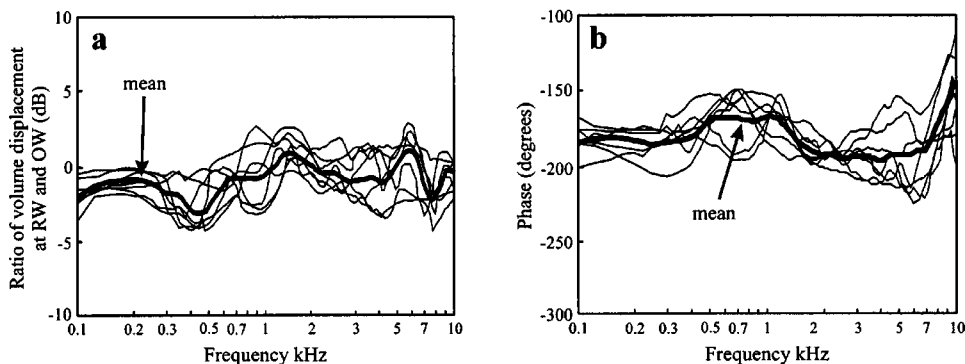 a
mean
Ratio of volume displacement
at RW and OW (dB)
10
5
0
-5
-10
0.1 0.2 0.3 0.5 0.7 1 2 3 5 7 10
Frequency kHz
b
mean
Phase (degrees)
-100
-150
-200
-250
-300
0.1 0.2 0.3 0.5 0.7 1 2 3 5 7 10
Frequency kHz